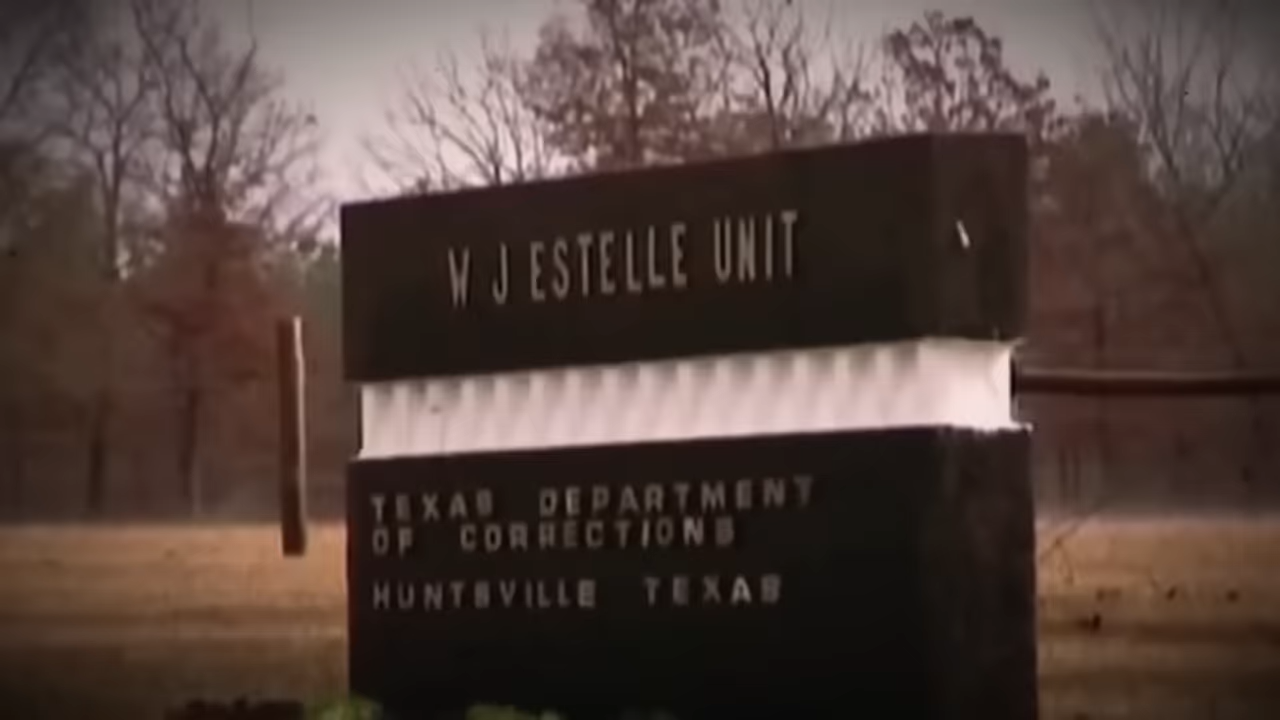 W J ESTELLE UNIT
TEXAS DEPARTMENT
OF CORRECTIONS
HUNTSVILLE TEXAS